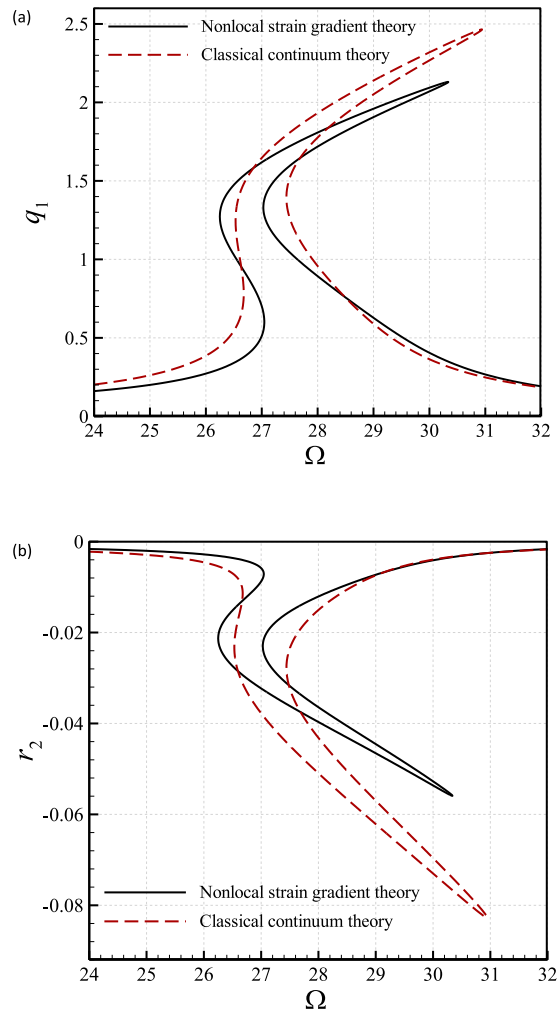 (a)
2.5
Nonlocal strain gradient theory
Classical continuum theory
2
1.5
q1
1
0.5
0
24 25 26 27 28 29 30 31 32
Ω
(b)
0
-0.02
-0.04
r2
-0.06
Nonlocal strain gradient theory
-0.08
Classical continuum theory
24 25 26 27 28 29 30 31 32
Ω